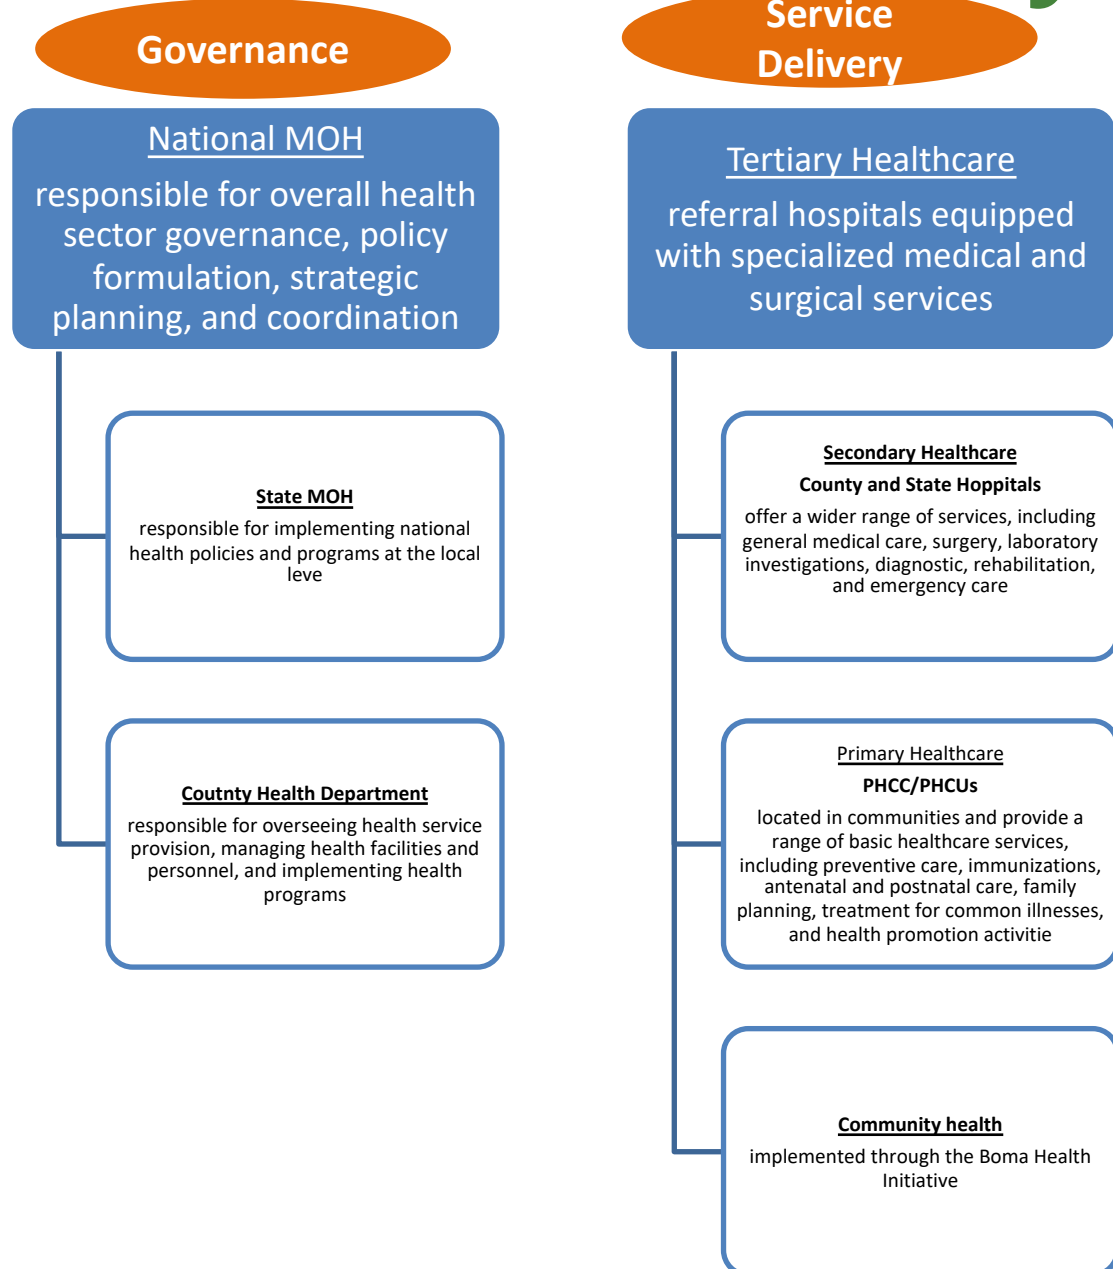 Governance
National MOH
responsible for overall health
sector governance, policy
formulation, strategic
planning, and coordination
State MOH
responsible for implementing national
health policies and programs at the local
leve
Coutnty Health Department
responsible for overseeing health service
provision, managing health facilities and
personnel, and implementing health
programs
Service
Delivery
Tertiary Healthcare
referral hospitals equipped
with specialized medical and
surgical services
Secondary Healthcare
County and State Hoppitals
offer a wider range of services, including
general medical care, surgery, laboratory
investigations, diagnostic, rehabilitation,
and emergency care
Primary Healthcare
PHCC/PHCUs
located in communities and provide a
range of basic healthcare services,
including preventive care, immunizations,
antenatal and postnatal care, family
planning, treatment for common illnesses,
and health promotion activitie
Community health
implemented through the Boma Health
Initiative